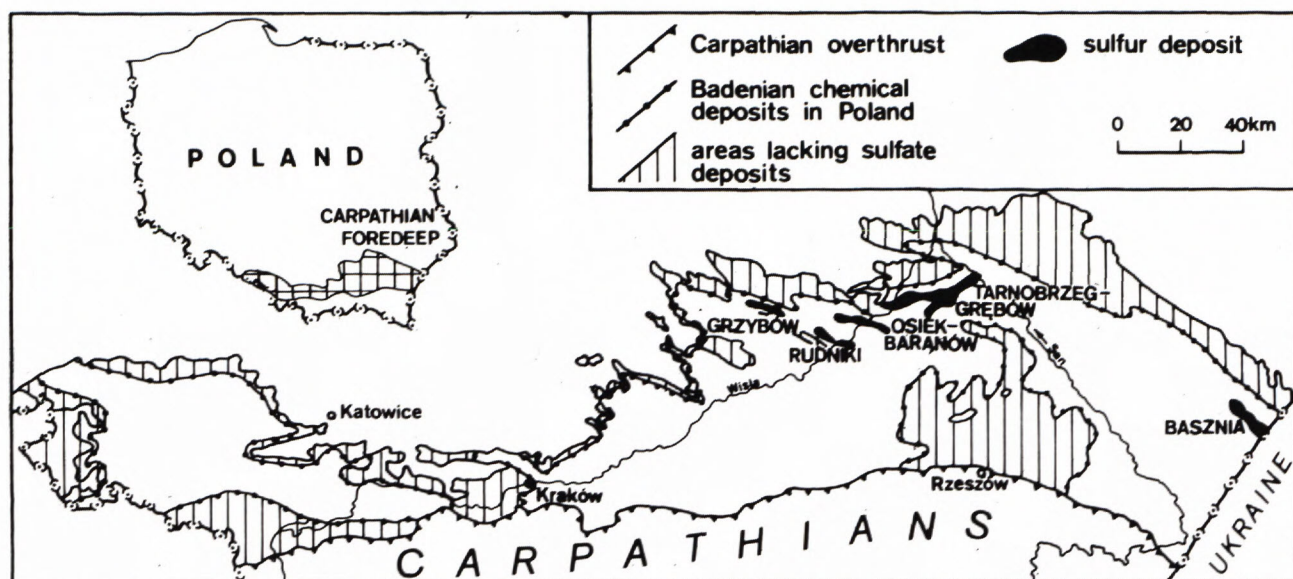 POLAND
CARPATHIAN
FOREDEEP
Carpathian overthrust
Badenian chemical
deposits in Poland
areas lacking sulfate
deposits
sulfur deposit
0 20 40km
TARNOBRZEG-
GRĘBÓW
GRZYBÓW
OSIEK-
BARANÓW
RUDNIKI
San
Wisła
Katowice
BASZNIA
Rzeszów
Kraków
CARPATHIANS
UKRAINE